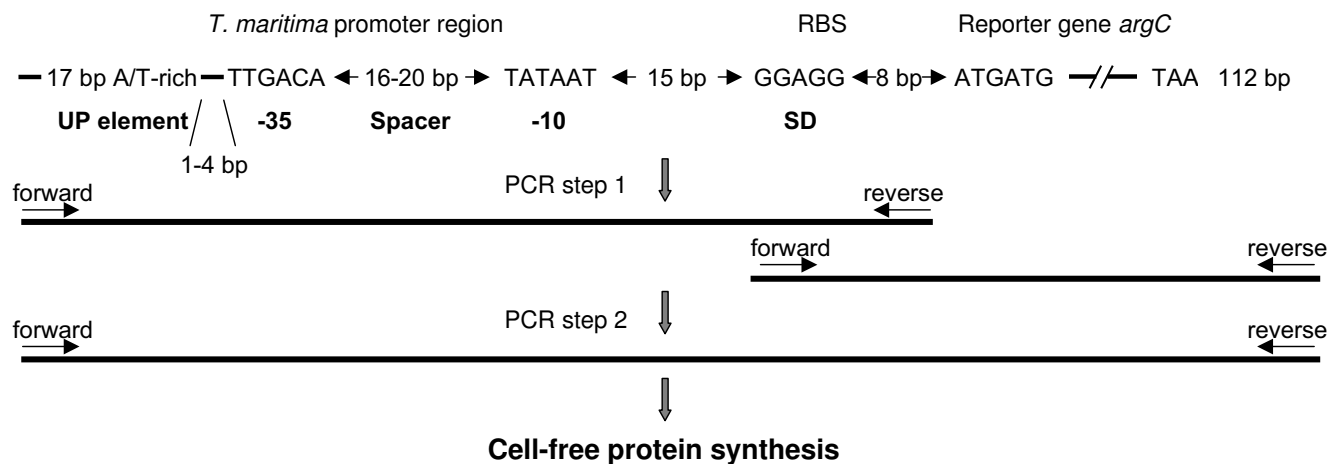 T. maritima promoter region RBS Reporter gene argC
17 bp A/T-rich TTGACA 16-20 bp TATAAT 15 bp GGAGG 8 bp ATGATG TAA 112 bp
UP element -35 Spacer -10 SD
1-4 bp
PCR step 1
forward reverse
forward reverse
PCR step 2
forward reverse
Cell-free protein synthesis